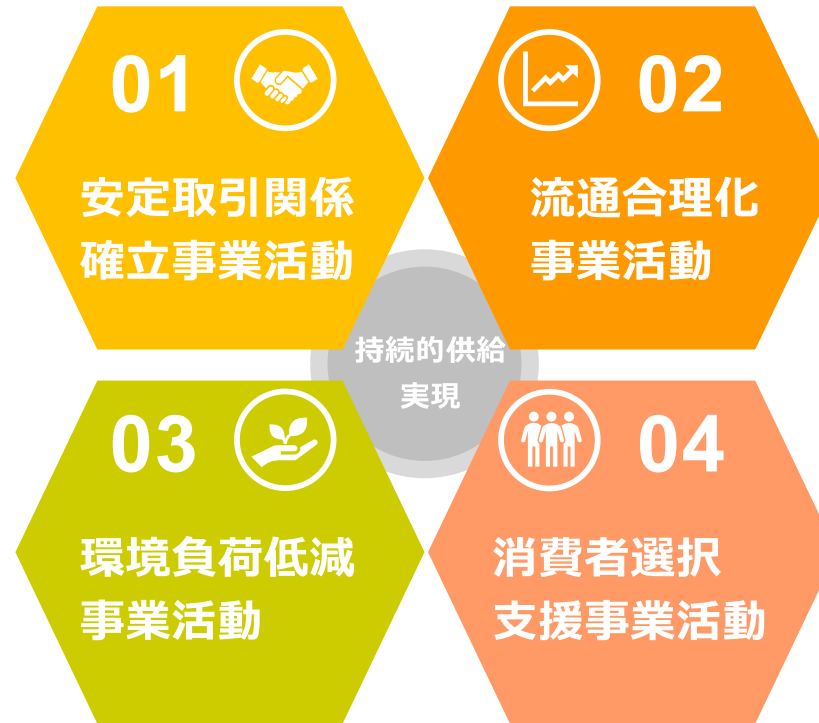 01
安定取引関係
確立事業活動
02
流通合理化
事業活動
持続的供給
実現
03
環境負荷低減
事業活動
04
消費者選択
支援事業活動